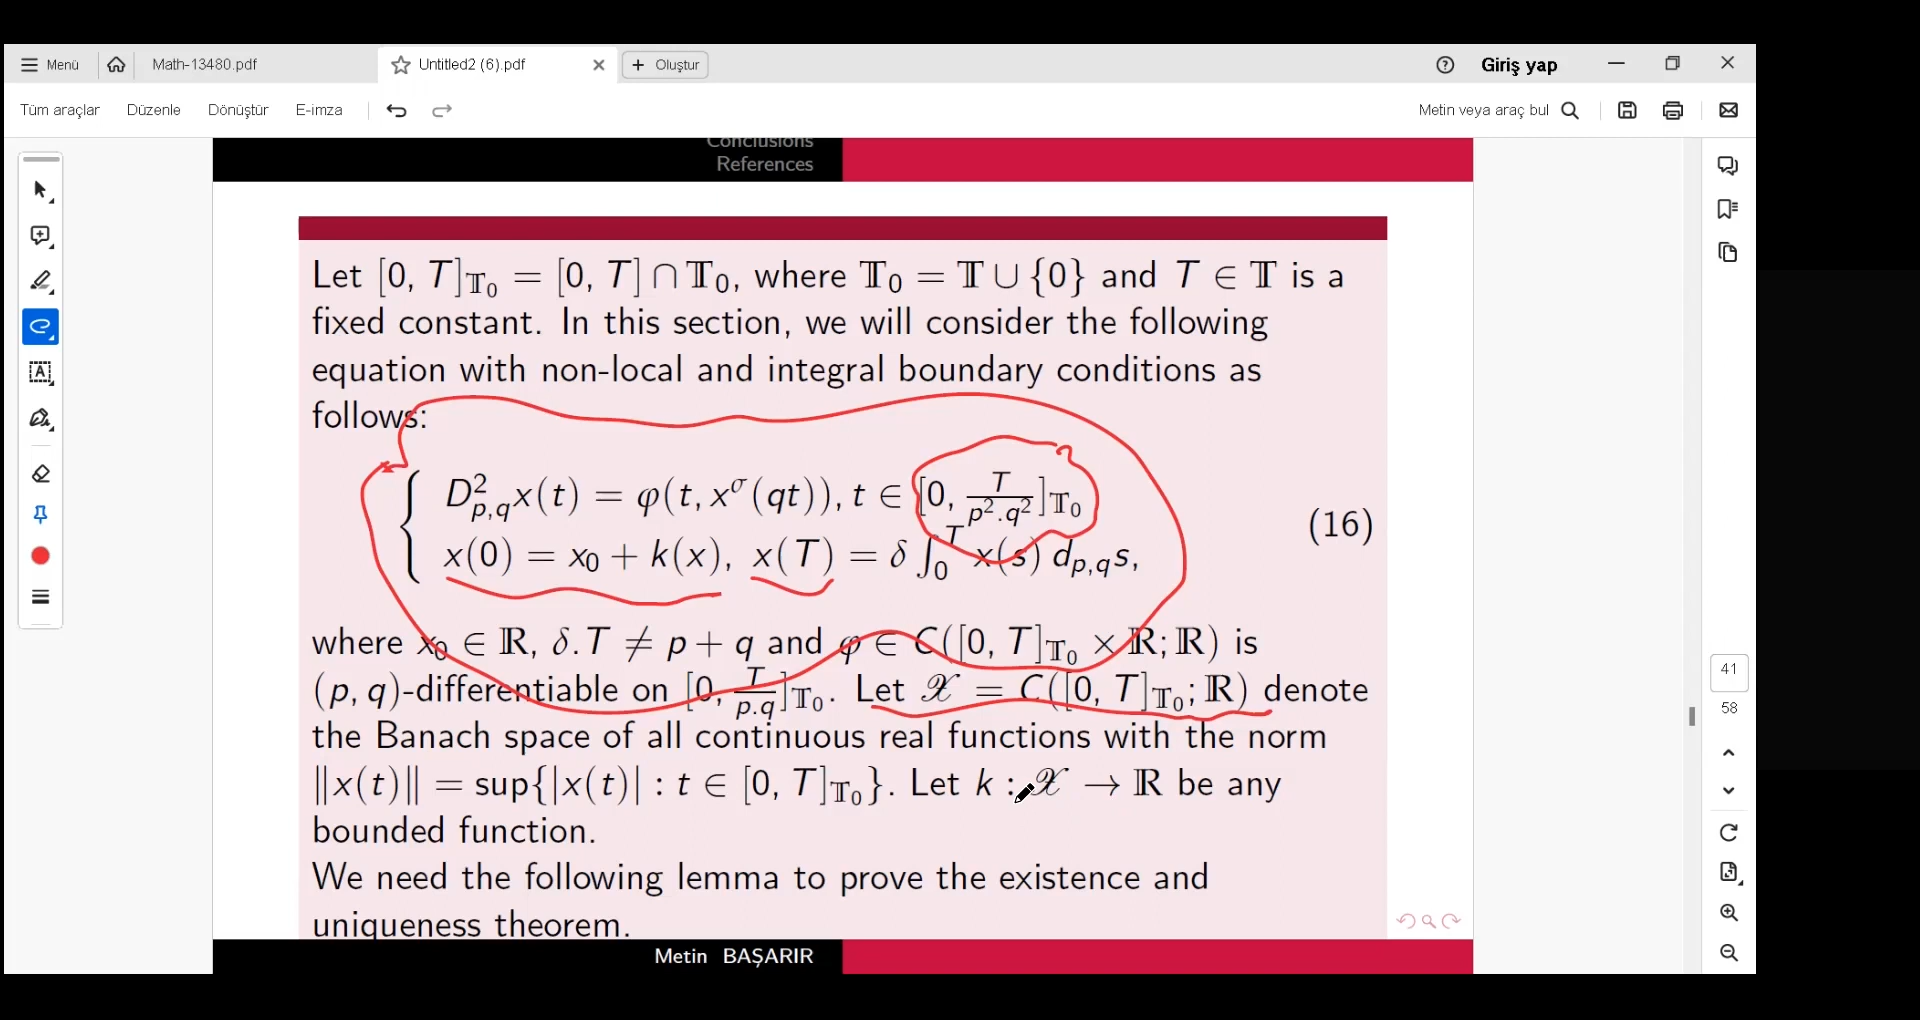 Menü Math-13480.pdf Untitled2 (6).pdf Oluştur Giriş yap
Tüm araçlar Düzenle Dönüştür E-imza Metin veya araç bul
Conclusions
References
Let [0, T]_{𝕋₀} = [0, T] ∩ 𝕋₀, where 𝕋₀ = 𝕋 ∪ {0} and T ∈ 𝕋 is a
fixed constant. In this section, we will consider the following
equation with non-local and integral boundary conditions as
follows:
{ D²_{p,q}x(t) = φ(t, x^σ(qt)), t ∈ [0, T/(p².q²)]_{𝕋₀}
x(0) = x₀ + k(x), x(T) = δ ∫₀^T x(s) d_{p,q}s,
(16)
where x₀ ∈ ℝ, δ.T ≠ p + q and φ ∈ C([0, T]_{𝕋₀} × ℝ; ℝ) is
(p, q)-differentiable on [0, T/(p.q)]_{𝕋₀}. Let 𝒳 = C([0, T]_{𝕋₀}; ℝ) denote
the Banach space of all continuous real functions with the norm
‖x(t)‖ = sup{|x(t)| : t ∈ [0, T]_{𝕋₀}}. Let k : 𝒳 → ℝ be any
bounded function.
We need the following lemma to prove the existence and
uniqueness theorem.
Metin BAŞARIR
41
58